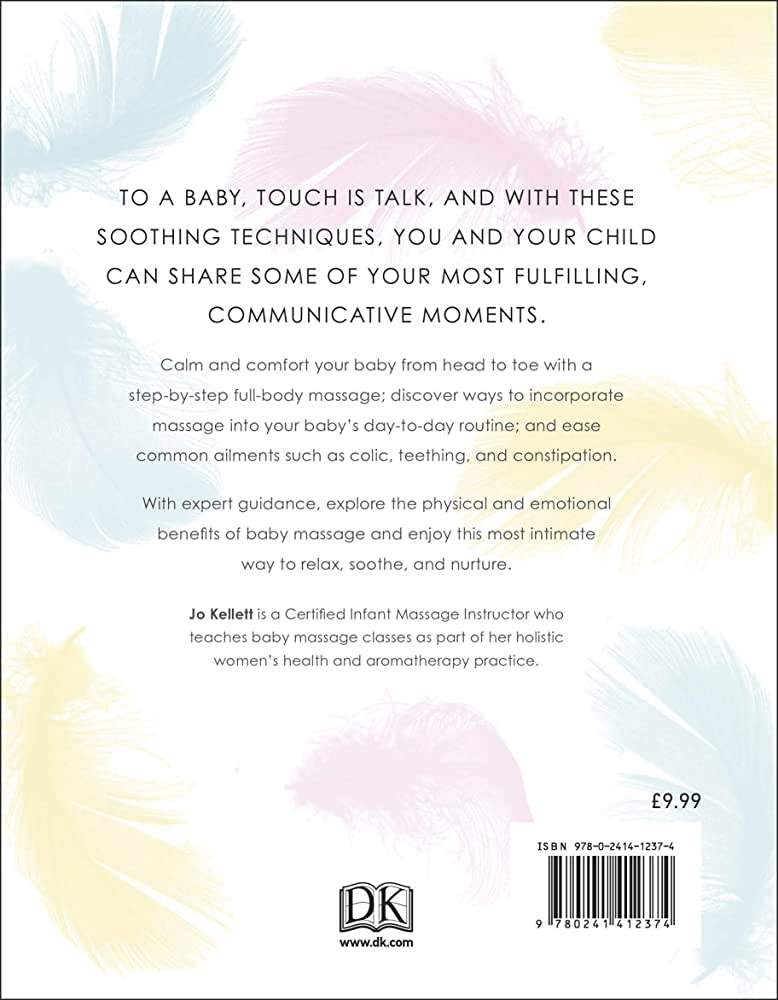 TO A BABY, TOUCH IS TALK, AND WITH THESE
SOOTHING TECHNIQUES, YOU AND YOUR CHILD
CAN SHARE SOME OF YOUR MOST FULFILLING,
COMMUNICATIVE MOMENTS.
Calm and comfort your baby from head to toe with a
step-by-step full-body massage; discover ways to incorporate
massage into your baby's day-to-day routine; and ease
common ailments such as colic, teething, and constipation.
With expert guidance, explore the physical and emotional
benefits of baby massage and enjoy this most intimate
way to relax, soothe, and nurture.
Jo Kellett is a Certified Infant Massage Instructor who
teaches baby massage classes as part of her holistic
women's health and aromatherapy practice.
£9.99
ISBN 978-0-2414-1237-4
9 780241 412374
DK
www.dk.com